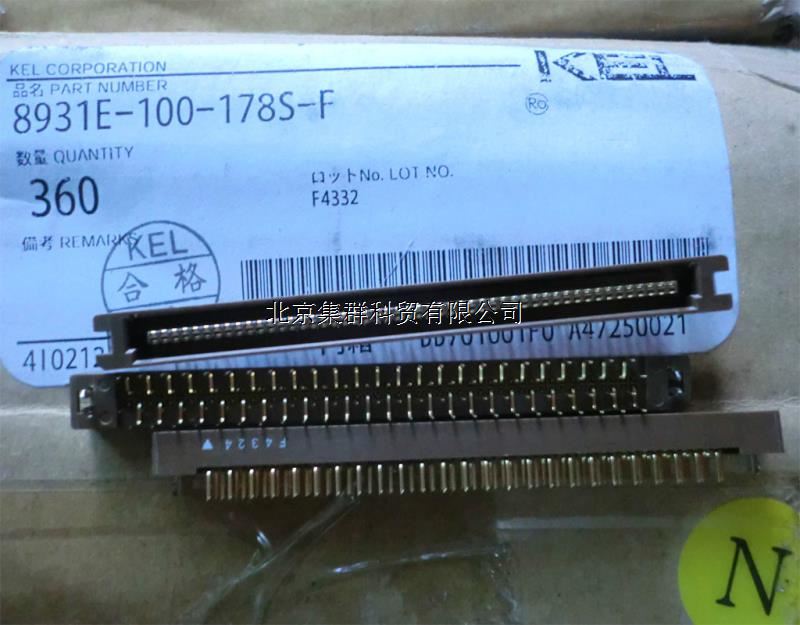 KEL CORPORATION
KEL
品名 PART NUMBER
8931E-100-178S-F
Ro
数量 QUANTITY
360
ロットNo. LOT NO.
F4332
備考 REMARKS
KEL
合格
北京集群科贸有限公司
410212
A47250021
F4324
N